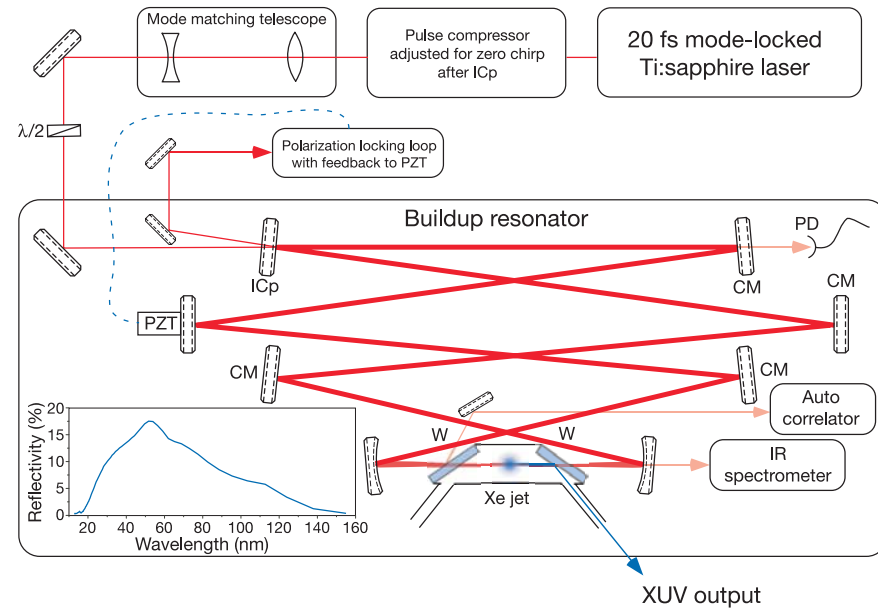 Mode matching telescope
Pulse compressor
adjusted for zero chirp
after ICp
20 fs mode-locked
Ti:sapphire laser
λ/2
Polarization locking loop
with feedback to PZT
Buildup resonator
PD
ICp
CM
PZT
CM
CM
CM
Auto
correlator
W
W
IR
spectrometer
Xe jet
XUV output
Reflectivity (%)
20
15
10
5
0
20 40 60 80 100 120 140 160
Wavelength (nm)